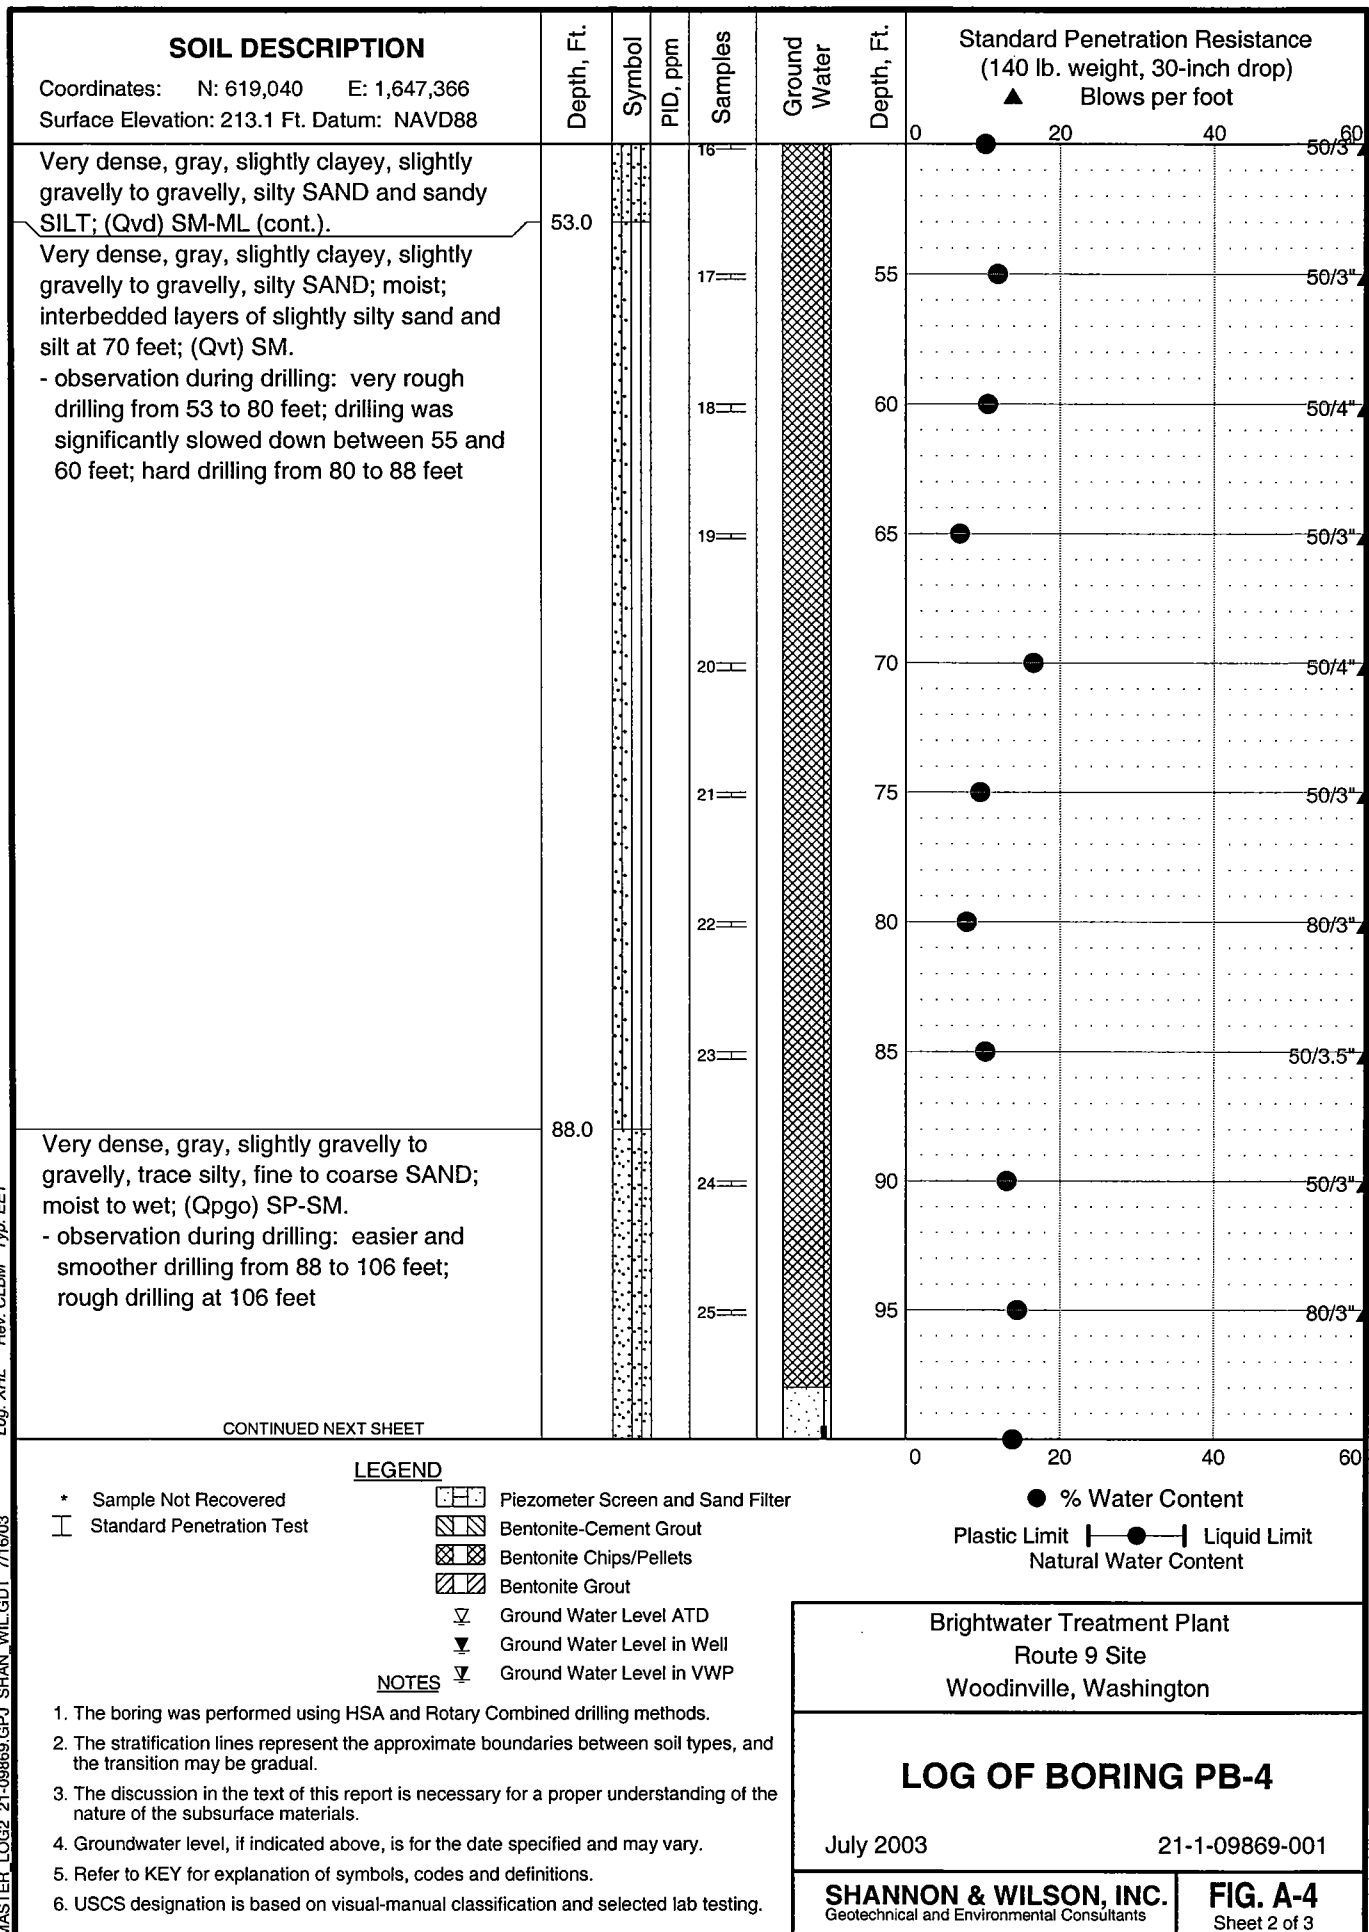 SOIL DESCRIPTION
Coordinates: N: 619,040 E: 1,647,366
Surface Elevation: 213.1 Ft. Datum: NAVD88
Depth, Ft.
Symbol
PID, ppm
Samples
Ground
Water
Depth, Ft.
Standard Penetration Resistance
(140 lb. weight, 30-inch drop)
▲ Blows per foot
0 20 40 60
Very dense, gray, slightly clayey, slightly
gravelly to gravelly, silty SAND and sandy
SILT; (Qvd) SM-ML (cont.).
53.0
Very dense, gray, slightly clayey, slightly
gravelly to gravelly, silty SAND; moist;
interbedded layers of slightly silty sand and
silt at 70 feet; (Qvt) SM.
- observation during drilling: very rough
drilling from 53 to 80 feet; drilling was
significantly slowed down between 55 and
60 feet; hard drilling from 80 to 88 feet
88.0
Very dense, gray, slightly gravelly to
gravelly, trace silty, fine to coarse SAND;
moist to wet; (Qpgo) SP-SM.
- observation during drilling: easier and
smoother drilling from 88 to 106 feet;
rough drilling at 106 feet
CONTINUED NEXT SHEET
16 50/3"
17 55 50/3"
18 60 50/4"
19 65 50/3"
20 70 50/4"
21 75 50/3"
22 80 80/3"
23 85 50/3.5"
24 90 50/3"
25 95 80/3"
0 20 40 60
LEGEND
* Sample Not Recovered
Standard Penetration Test
Piezometer Screen and Sand Filter
Bentonite-Cement Grout
Bentonite Chips/Pellets
Bentonite Grout
Ground Water Level ATD
Ground Water Level in Well
Ground Water Level in VWP
● % Water Content
Plastic Limit Liquid Limit
Natural Water Content
NOTES
1. The boring was performed using HSA and Rotary Combined drilling methods.
2. The stratification lines represent the approximate boundaries between soil types, and
the transition may be gradual.
3. The discussion in the text of this report is necessary for a proper understanding of the
nature of the subsurface materials.
4. Groundwater level, if indicated above, is for the date specified and may vary.
5. Refer to KEY for explanation of symbols, codes and definitions.
6. USCS designation is based on visual-manual classification and selected lab testing.
Brightwater Treatment Plant
Route 9 Site
Woodinville, Washington
LOG OF BORING PB-4
July 2003 21-1-09869-001
SHANNON & WILSON, INC.
Geotechnical and Environmental Consultants
FIG. A-4
Sheet 2 of 3
MASTER_LOG2 21-09869.GPJ SHAN_WIL.GDT 7/16/03
Log: XHL Rev: CLBM Typ: LET